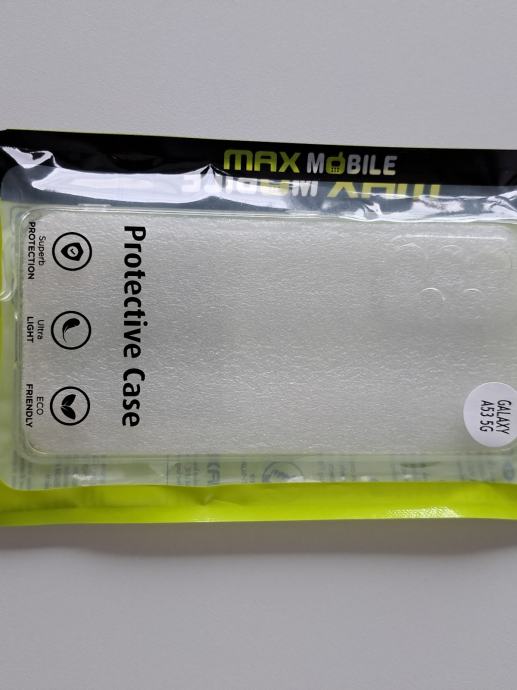 MAX MOBILE
Protective Case
Superb
PROTECTION
Ultra
LIGHT
ECO
FRIENDLY
GALAXY
A53 5G